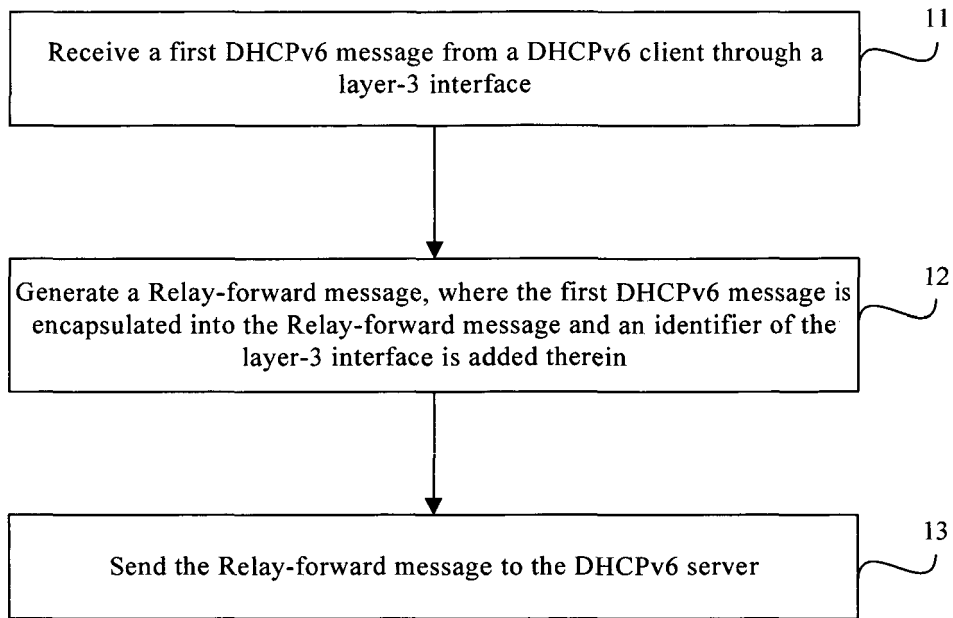 11
Receive a first DHCPv6 message from a DHCPv6 client through a
layer-3 interface
12
Generate a Relay-forward message, where the first DHCPv6 message is
encapsulated into the Relay-forward message and an identifier of the
layer-3 interface is added therein
13
Send the Relay-forward message to the DHCPv6 server